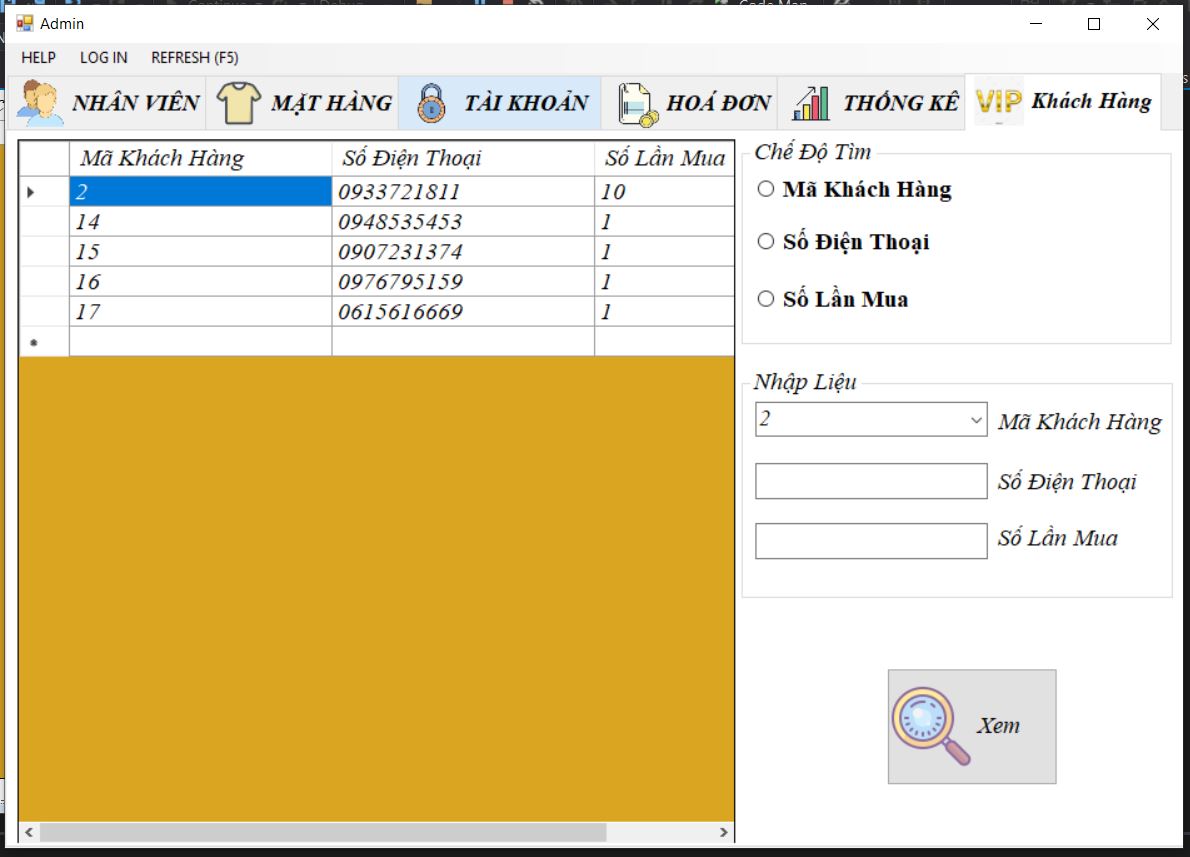 Admin
HELP LOG IN REFRESH (F5)
NHÂN VIÊN MẶT HÀNG TÀI KHOẢN HOÁ ĐƠN THỐNG KÊ VIP Khách Hàng
Mã Khách Hàng Số Điện Thoại Số Lần Mua
2 0933721811 10
14 0948535453 1
15 0907231374 1
16 0976795159 1
17 0615616669 1
Chế Độ Tìm
Mã Khách Hàng
Số Điện Thoại
Số Lần Mua
Nhập Liệu
2 Mã Khách Hàng
Số Điện Thoại
Số Lần Mua
Xem